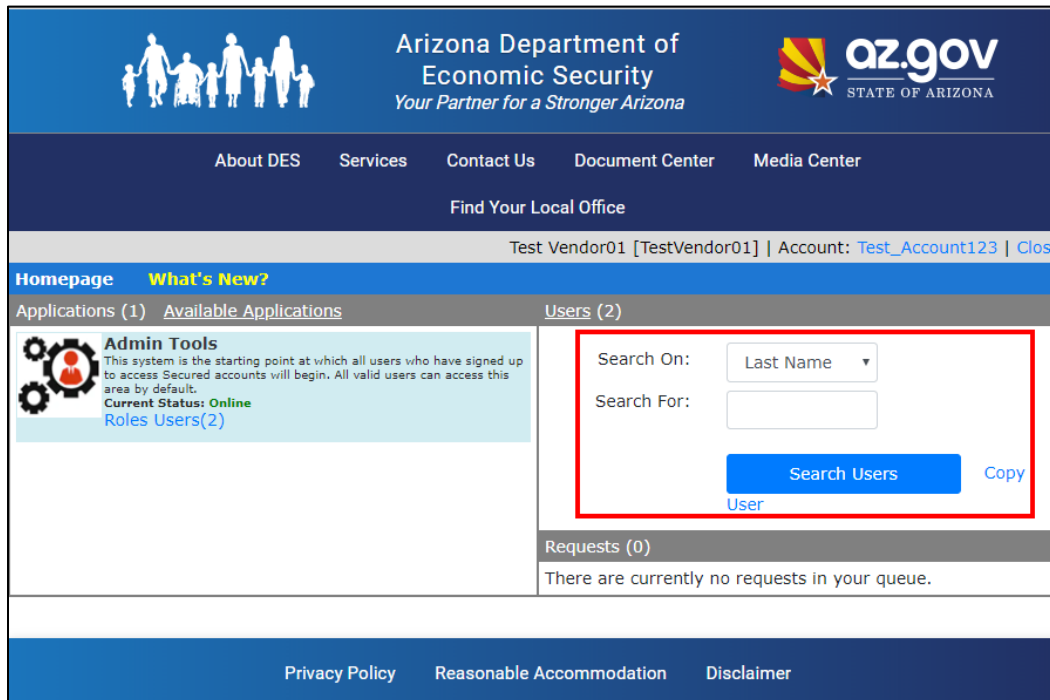 Arizona Department of
Economic Security
Your Partner for a Stronger Arizona
az.gov
STATE OF ARIZONA
About DES Services Contact Us Document Center Media Center
Find Your Local Office
Test Vendor01 [TestVendor01] | Account: Test_Account123 | Clos
Homepage What's New?
Applications (1) Available Applications
Admin Tools
This system is the starting point at which all users who have signed up
to access Secured accounts will begin. All valid users can access this
area by default.
Current Status: Online
Roles Users(2)
Users (2)
Search On: Last Name
Search For:
Search Users Copy
User
Requests (0)
There are currently no requests in your queue.
Privacy Policy Reasonable Accommodation Disclaimer